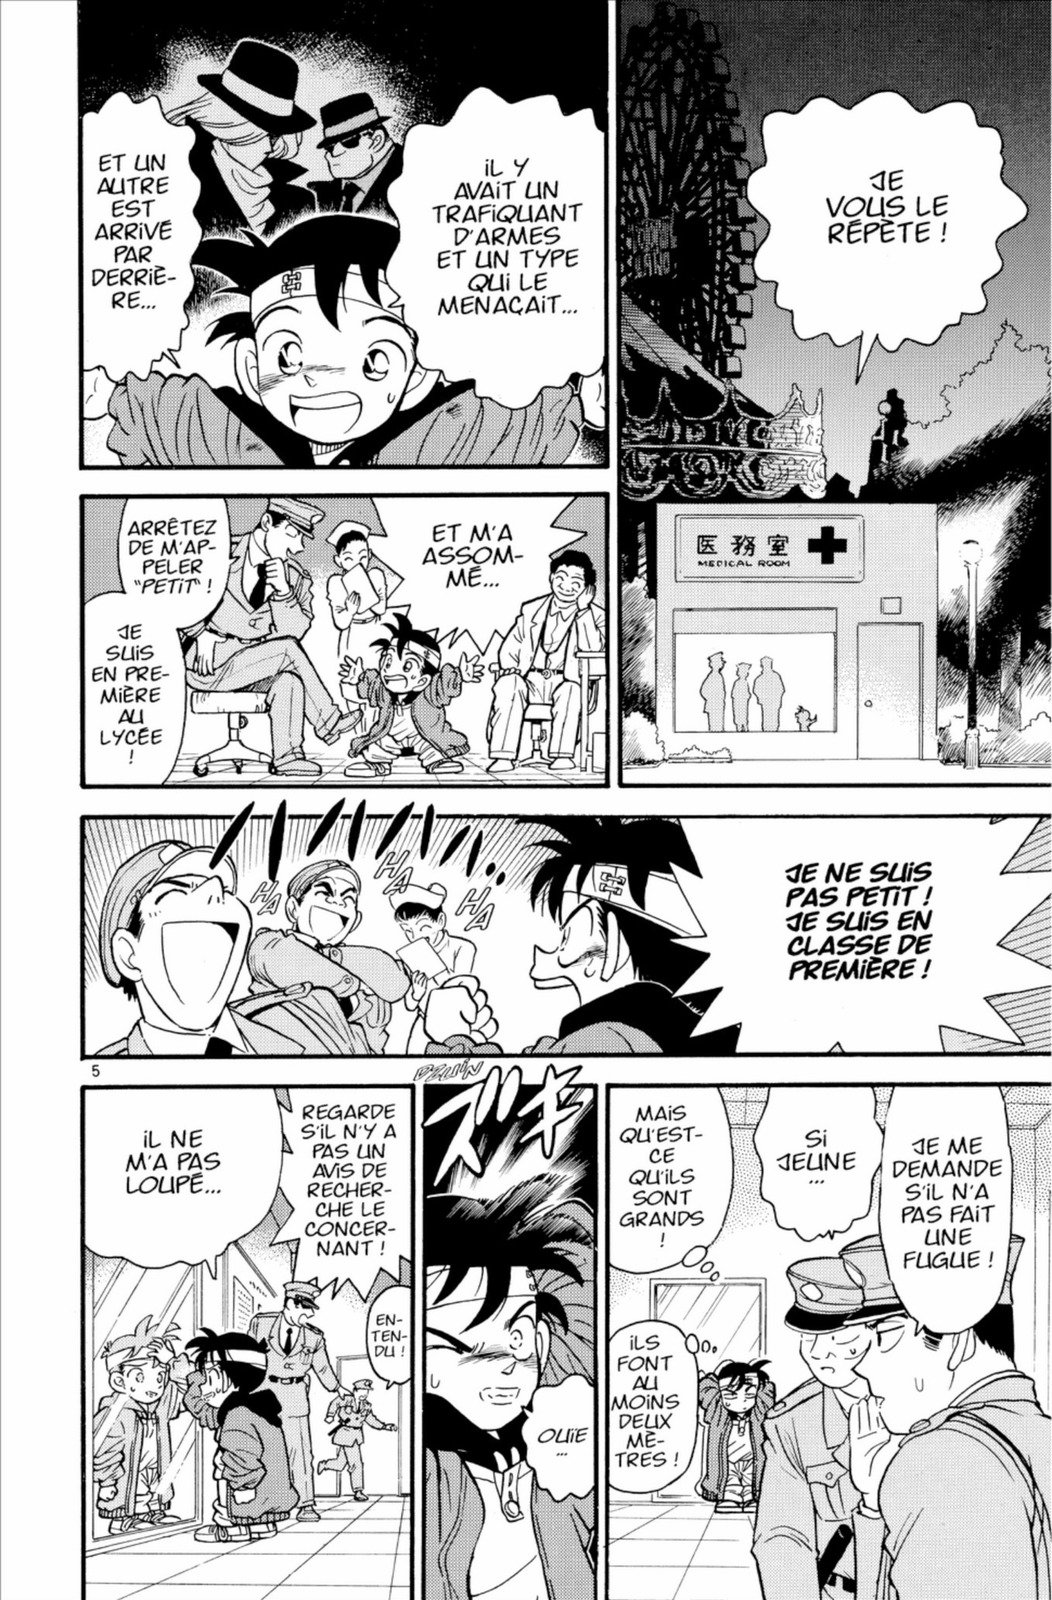 JE
VOUS LE
RÉPÈTE !
医務室
MEDICAL ROOM
IL Y
AVAIT UN
TRAFIQUANT
D'ARMES
ET UN TYPE
QUI LE
MENAÇAIT...
ET UN
AUTRE
EST
ARRIVÉ
PAR
DERRIÈ-
RE...
ET M'A
ASSOM-
MÉ...
ARRÊTEZ
DE M'AP-
PELER
"PETIT" !
JE
SUIS
EN PRE-
MIÈRE
AU
LYCÉE
!
JE NE SUIS
PAS PETIT !
JE SUIS EN
CLASSE DE
PREMIÈRE !
HA
HA
HA
HA
5
JE ME
DEMANDE
S'IL N'A
PAS FAIT
UNE
FUGUE !
SI
JEUNE
...
MAIS
QU'EST-
CE
QU'ILS
SONT
GRANDS
!
ILS
FONT
AU
MOINS
DEUX
MÈ-
TRES !
DZUIN
ズキ
OUIE
...
REGARDE
S'IL N'Y A
PAS UN
AVIS DE
RECHER-
CHE LE
CONCER-
NANT !
EN-
TEN-
DU !
IL NE
M'A PAS
LOUPÉ...